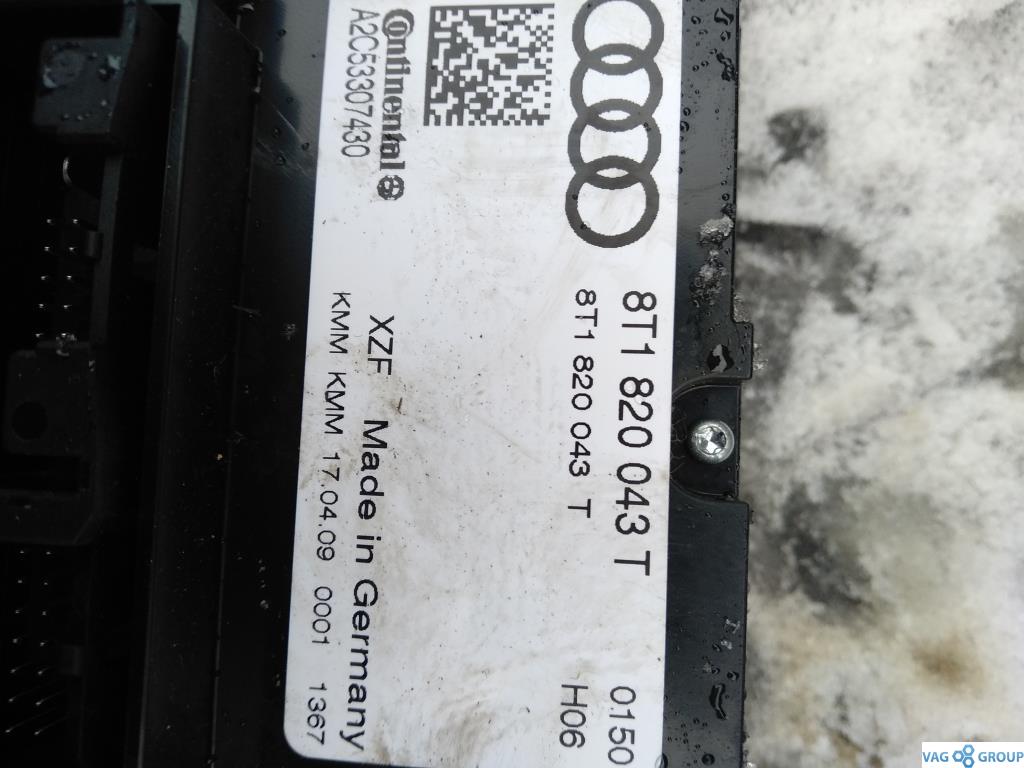 8T1 820 043 T 0150
8T1 820 043 T H06
Continental
A2C53307430
XZF Made in Germany
KMM KMM 17.04.09 0001 1367
VAG GROUP